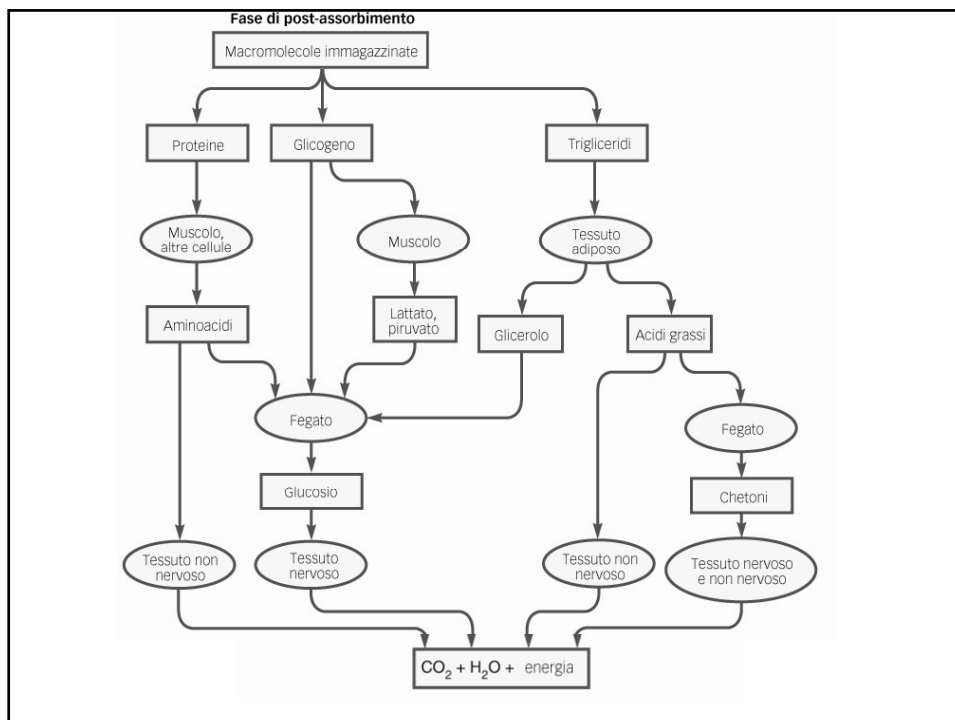 Fase di post-assorbimento
Macromolecole immagazzinate
Proteine
Glicogeno
Trigliceridi
Muscolo,
altre cellule
Muscolo
Tessuto
adiposo
Aminoacidi
Lattato,
piruvato
Glicerolo
Acidi grassi
Fegato
Fegato
Glucosio
Chetoni
Tessuto non
nervoso
Tessuto
nervoso
Tessuto non
nervoso
Tessuto nervoso
e non nervoso
CO₂ + H₂O + energia